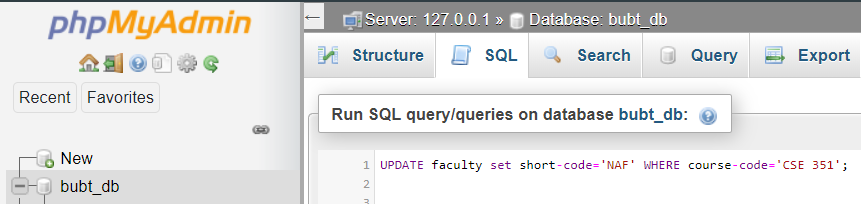 phpMyAdmin
Server: 127.0.0.1 » Database: bubt_db
Structure SQL Search Query Export
Recent Favorites
Run SQL query/queries on database bubt_db:
New
1 UPDATE faculty set short-code='NAF' WHERE course-code='CSE 351';
bubt_db
2
3